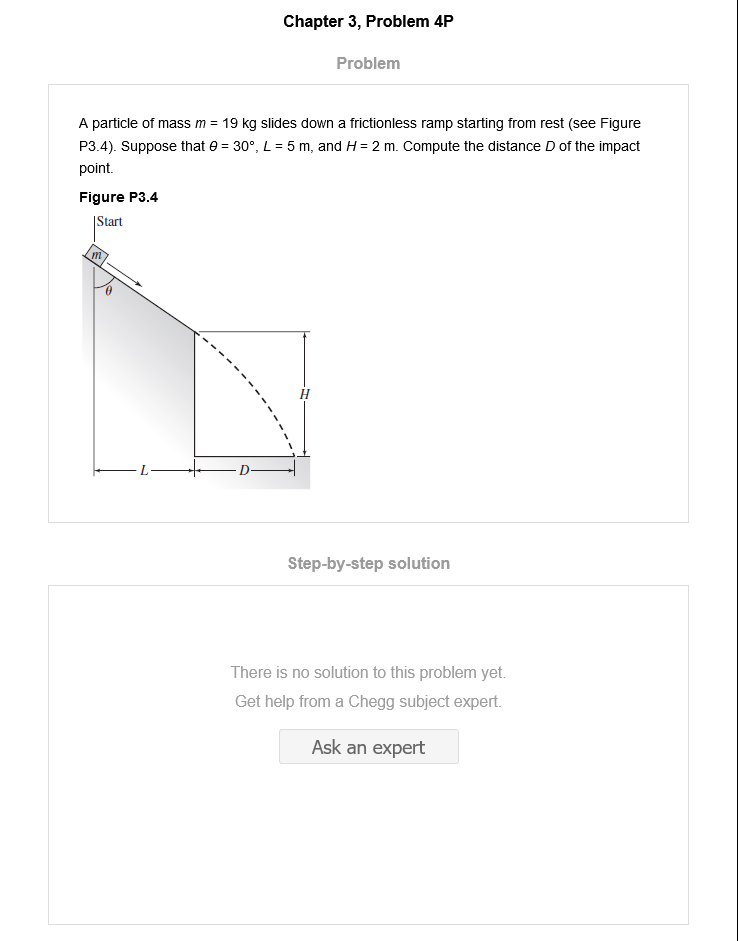 Chapter 3, Problem 4P
Problem
A particle of mass m = 19 kg slides down a frictionless ramp starting from rest (see Figure
P3.4). Suppose that θ = 30°, L = 5 m, and H = 2 m. Compute the distance D of the impact
point.
Figure P3.4
Start
m
θ
H
L
D
Step-by-step solution
There is no solution to this problem yet.
Get help from a Chegg subject expert.
Ask an expert